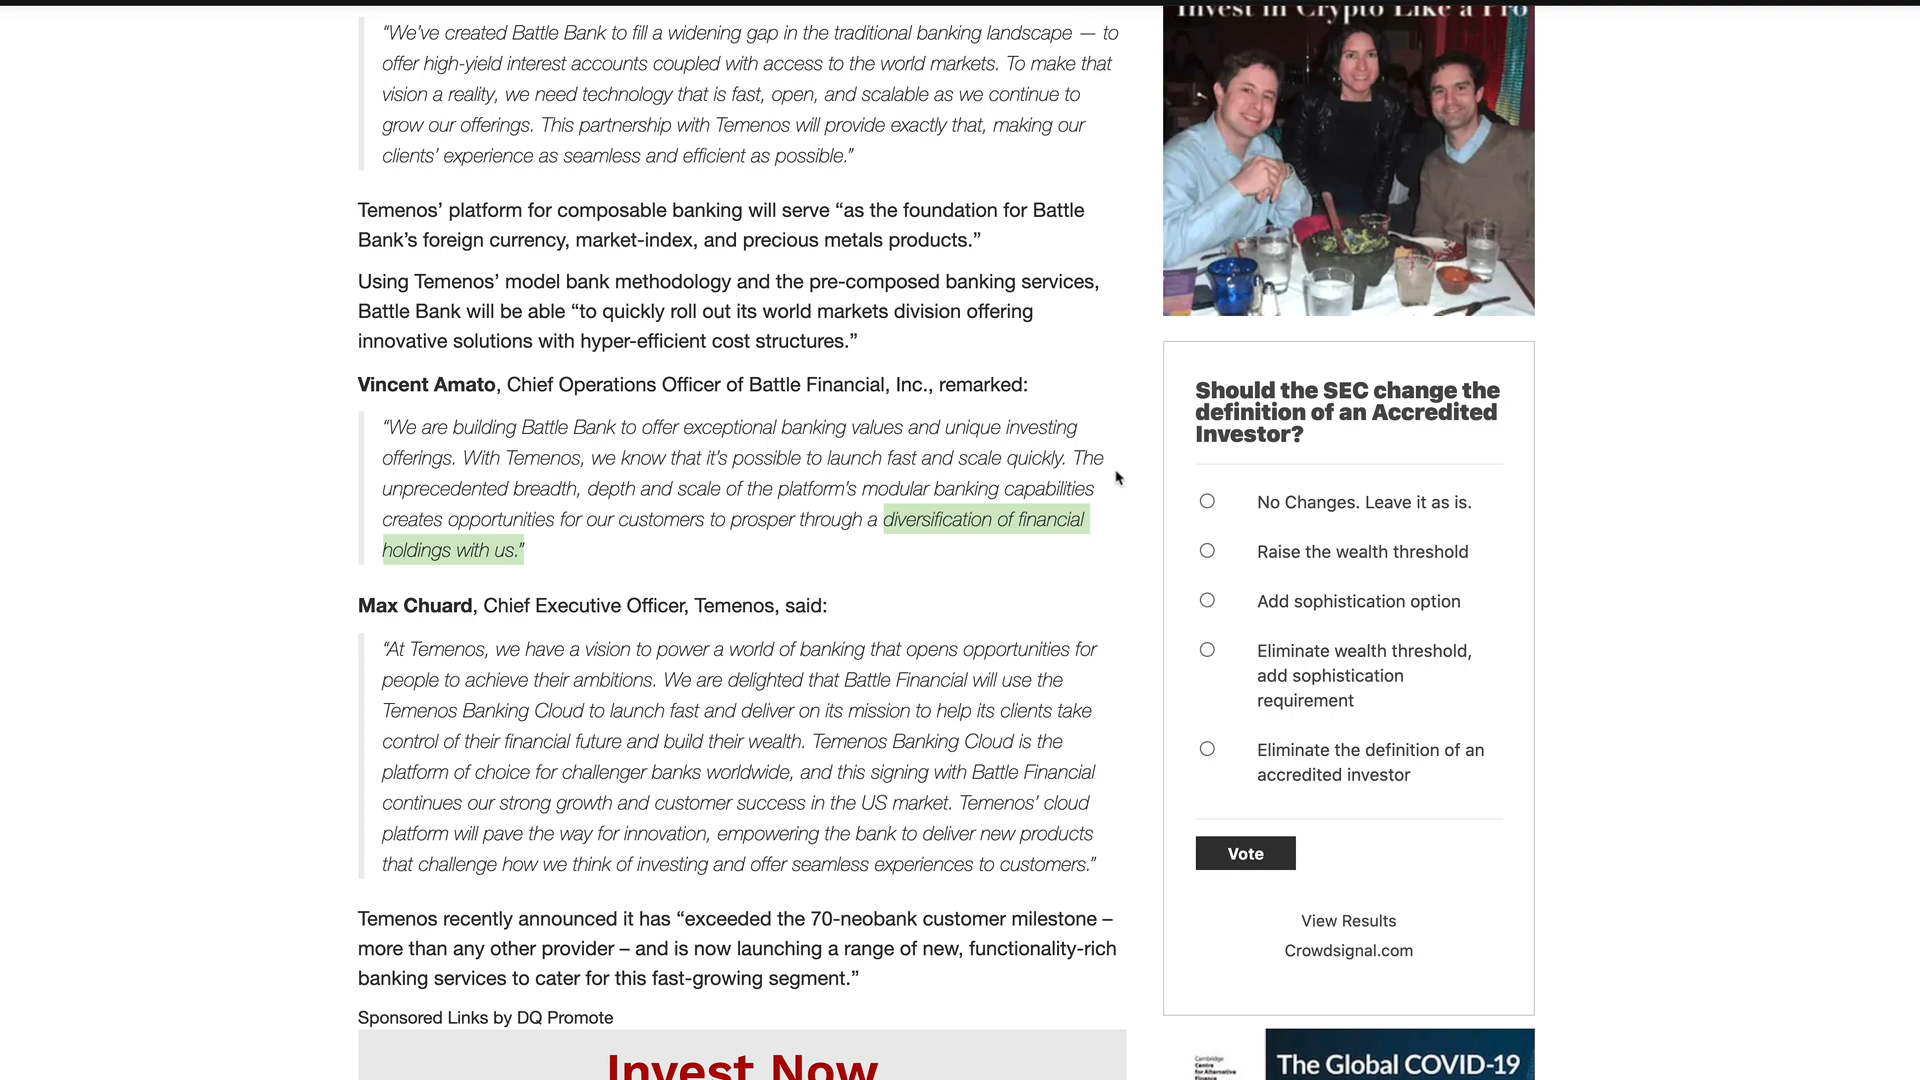 “We’ve created Battle Bank to fill a widening gap in the traditional banking landscape — to
offer high-yield interest accounts coupled with access to the world markets. To make that
vision a reality, we need technology that is fast, open, and scalable as we continue to
grow our offerings. This partnership with Temenos will provide exactly that, making our
clients’ experience as seamless and efficient as possible.”
Temenos’ platform for composable banking will serve “as the foundation for Battle
Bank’s foreign currency, market-index, and precious metals products.”
Using Temenos’ model bank methodology and the pre-composed banking services,
Battle Bank will be able “to quickly roll out its world markets division offering
innovative solutions with hyper-efficient cost structures.”
Vincent Amato, Chief Operations Officer of Battle Financial, Inc., remarked:
“We are building Battle Bank to offer exceptional banking values and unique investing
offerings. With Temenos, we know that it’s possible to launch fast and scale quickly. The
unprecedented breadth, depth and scale of the platform’s modular banking capabilities
creates opportunities for our customers to prosper through a diversification of financial
holdings with us.”
Max Chuard, Chief Executive Officer, Temenos, said:
“At Temenos, we have a vision to power a world of banking that opens opportunities for
people to achieve their ambitions. We are delighted that Battle Financial will use the
Temenos Banking Cloud to launch fast and deliver on its mission to help its clients take
control of their financial future and build their wealth. Temenos Banking Cloud is the
platform of choice for challenger banks worldwide, and this signing with Battle Financial
continues our strong growth and customer success in the US market. Temenos’ cloud
platform will pave the way for innovation, empowering the bank to deliver new products
that challenge how we think of investing and offer seamless experiences to customers.”
Temenos recently announced it has “exceeded the 70-neobank customer milestone –
more than any other provider – and is now launching a range of new, functionality-rich
banking services to cater for this fast-growing segment.”
Sponsored Links by DQ Promote
Invest Now
Invest in Crypto Like a Pro
Should the SEC change the
definition of an Accredited
Investor?
No Changes. Leave it as is.
Raise the wealth threshold
Add sophistication option
Eliminate wealth threshold,
add sophistication
requirement
Eliminate the definition of an
accredited investor
Vote
View Results
Crowdsignal.com
Cambridge
Centre
for Alternative
Finance
The Global COVID-19